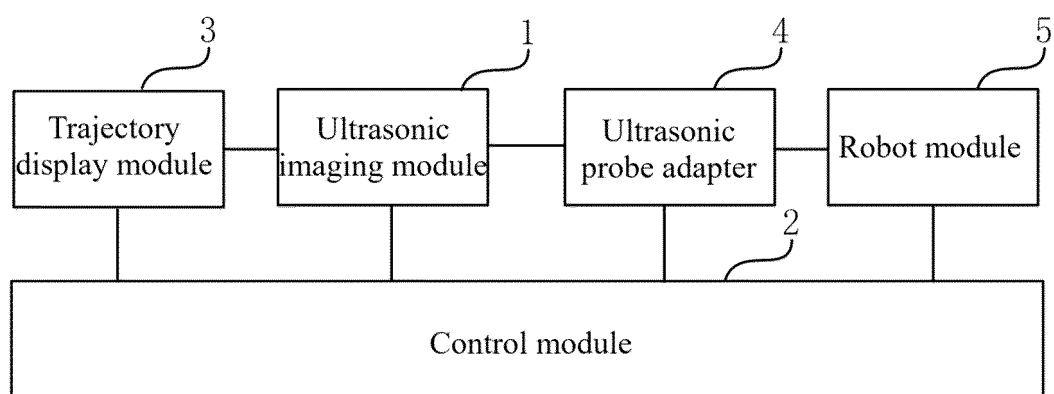 3
1
4
5
Trajectory
display module
Ultrasonic
imaging module
Ultrasonic
probe adapter
Robot module
2
Control module